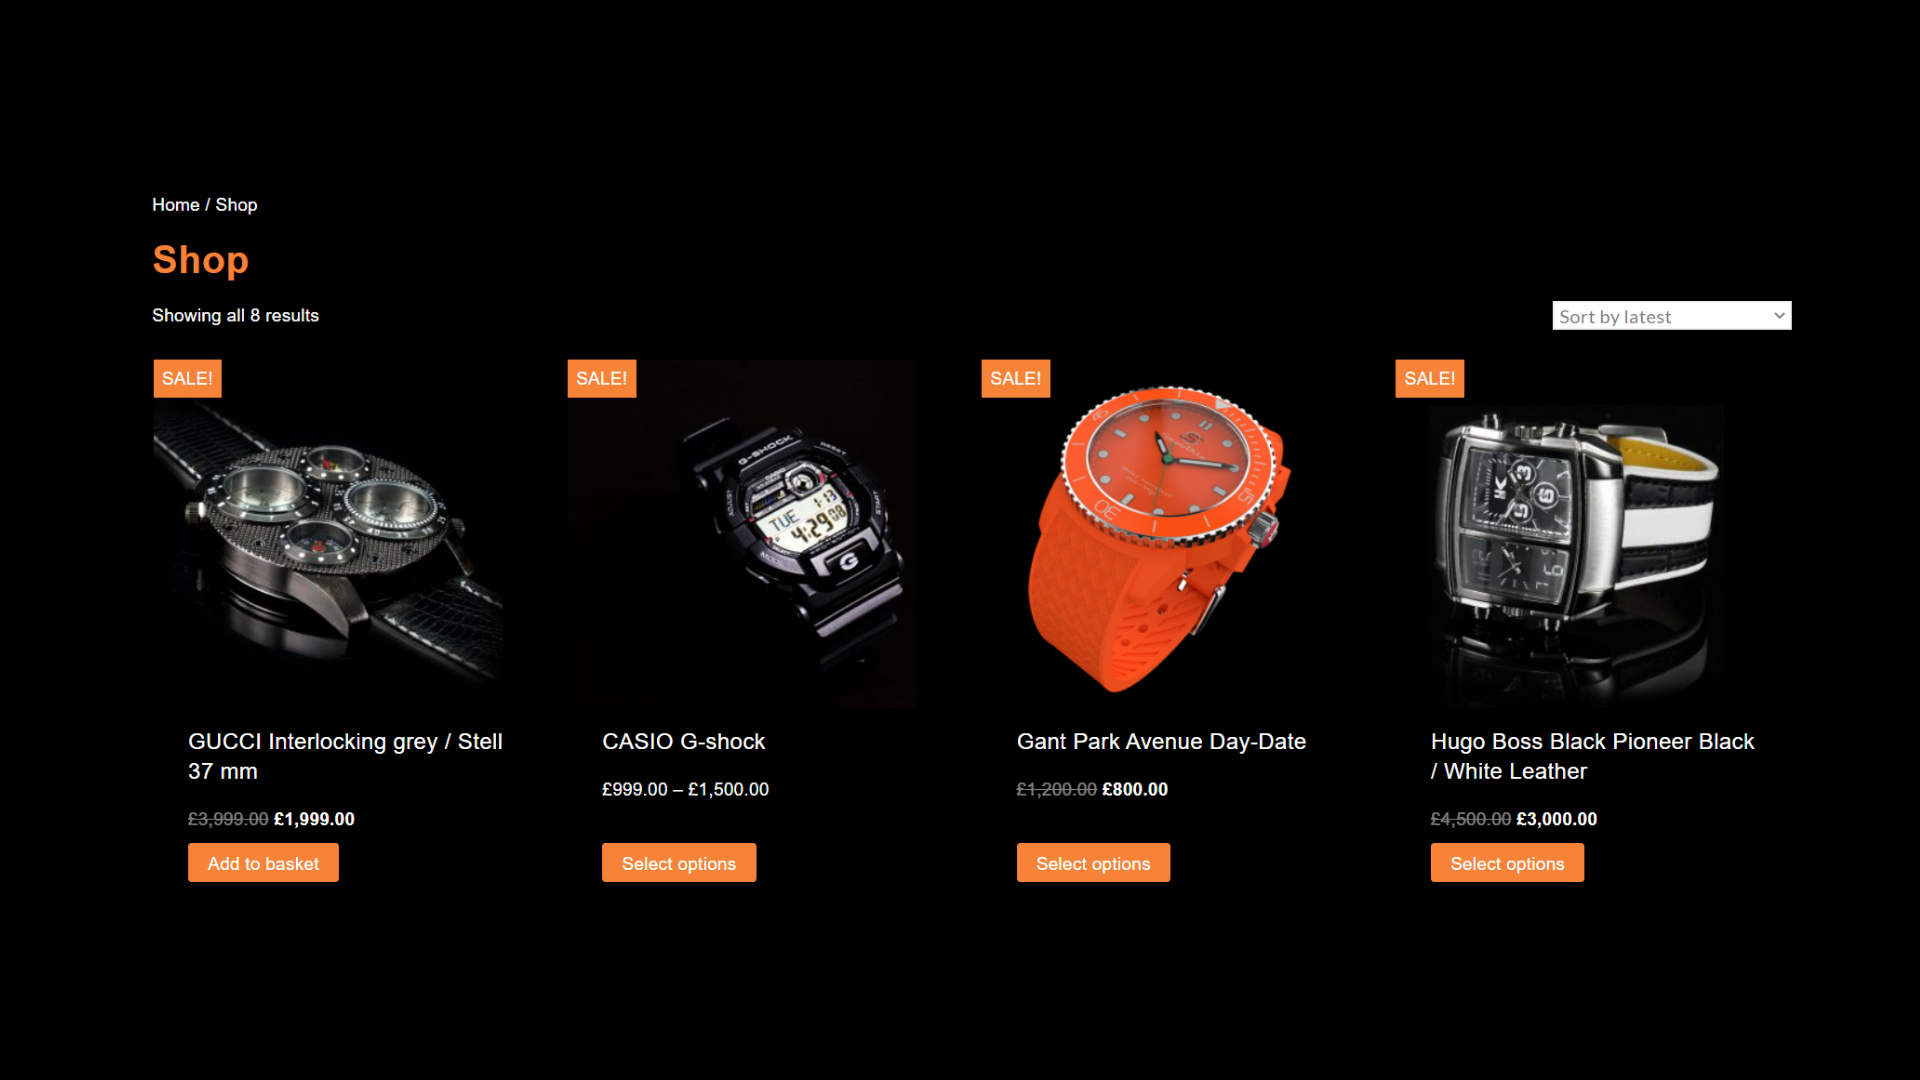 Home / Shop
Shop
Showing all 8 results
Sort by latest
SALE!
SALE!
SALE!
SALE!
G-SHOCK
TUE 1-13
4:29 08
G
GUCCI Interlocking grey / Stell
37 mm
£3,999.00 £1,999.00
Add to basket
CASIO G-shock
£999.00 – £1,500.00
Select options
Gant Park Avenue Day-Date
£1,200.00 £800.00
Select options
Hugo Boss Black Pioneer Black
/ White Leather
£4,500.00 £3,000.00
Select options